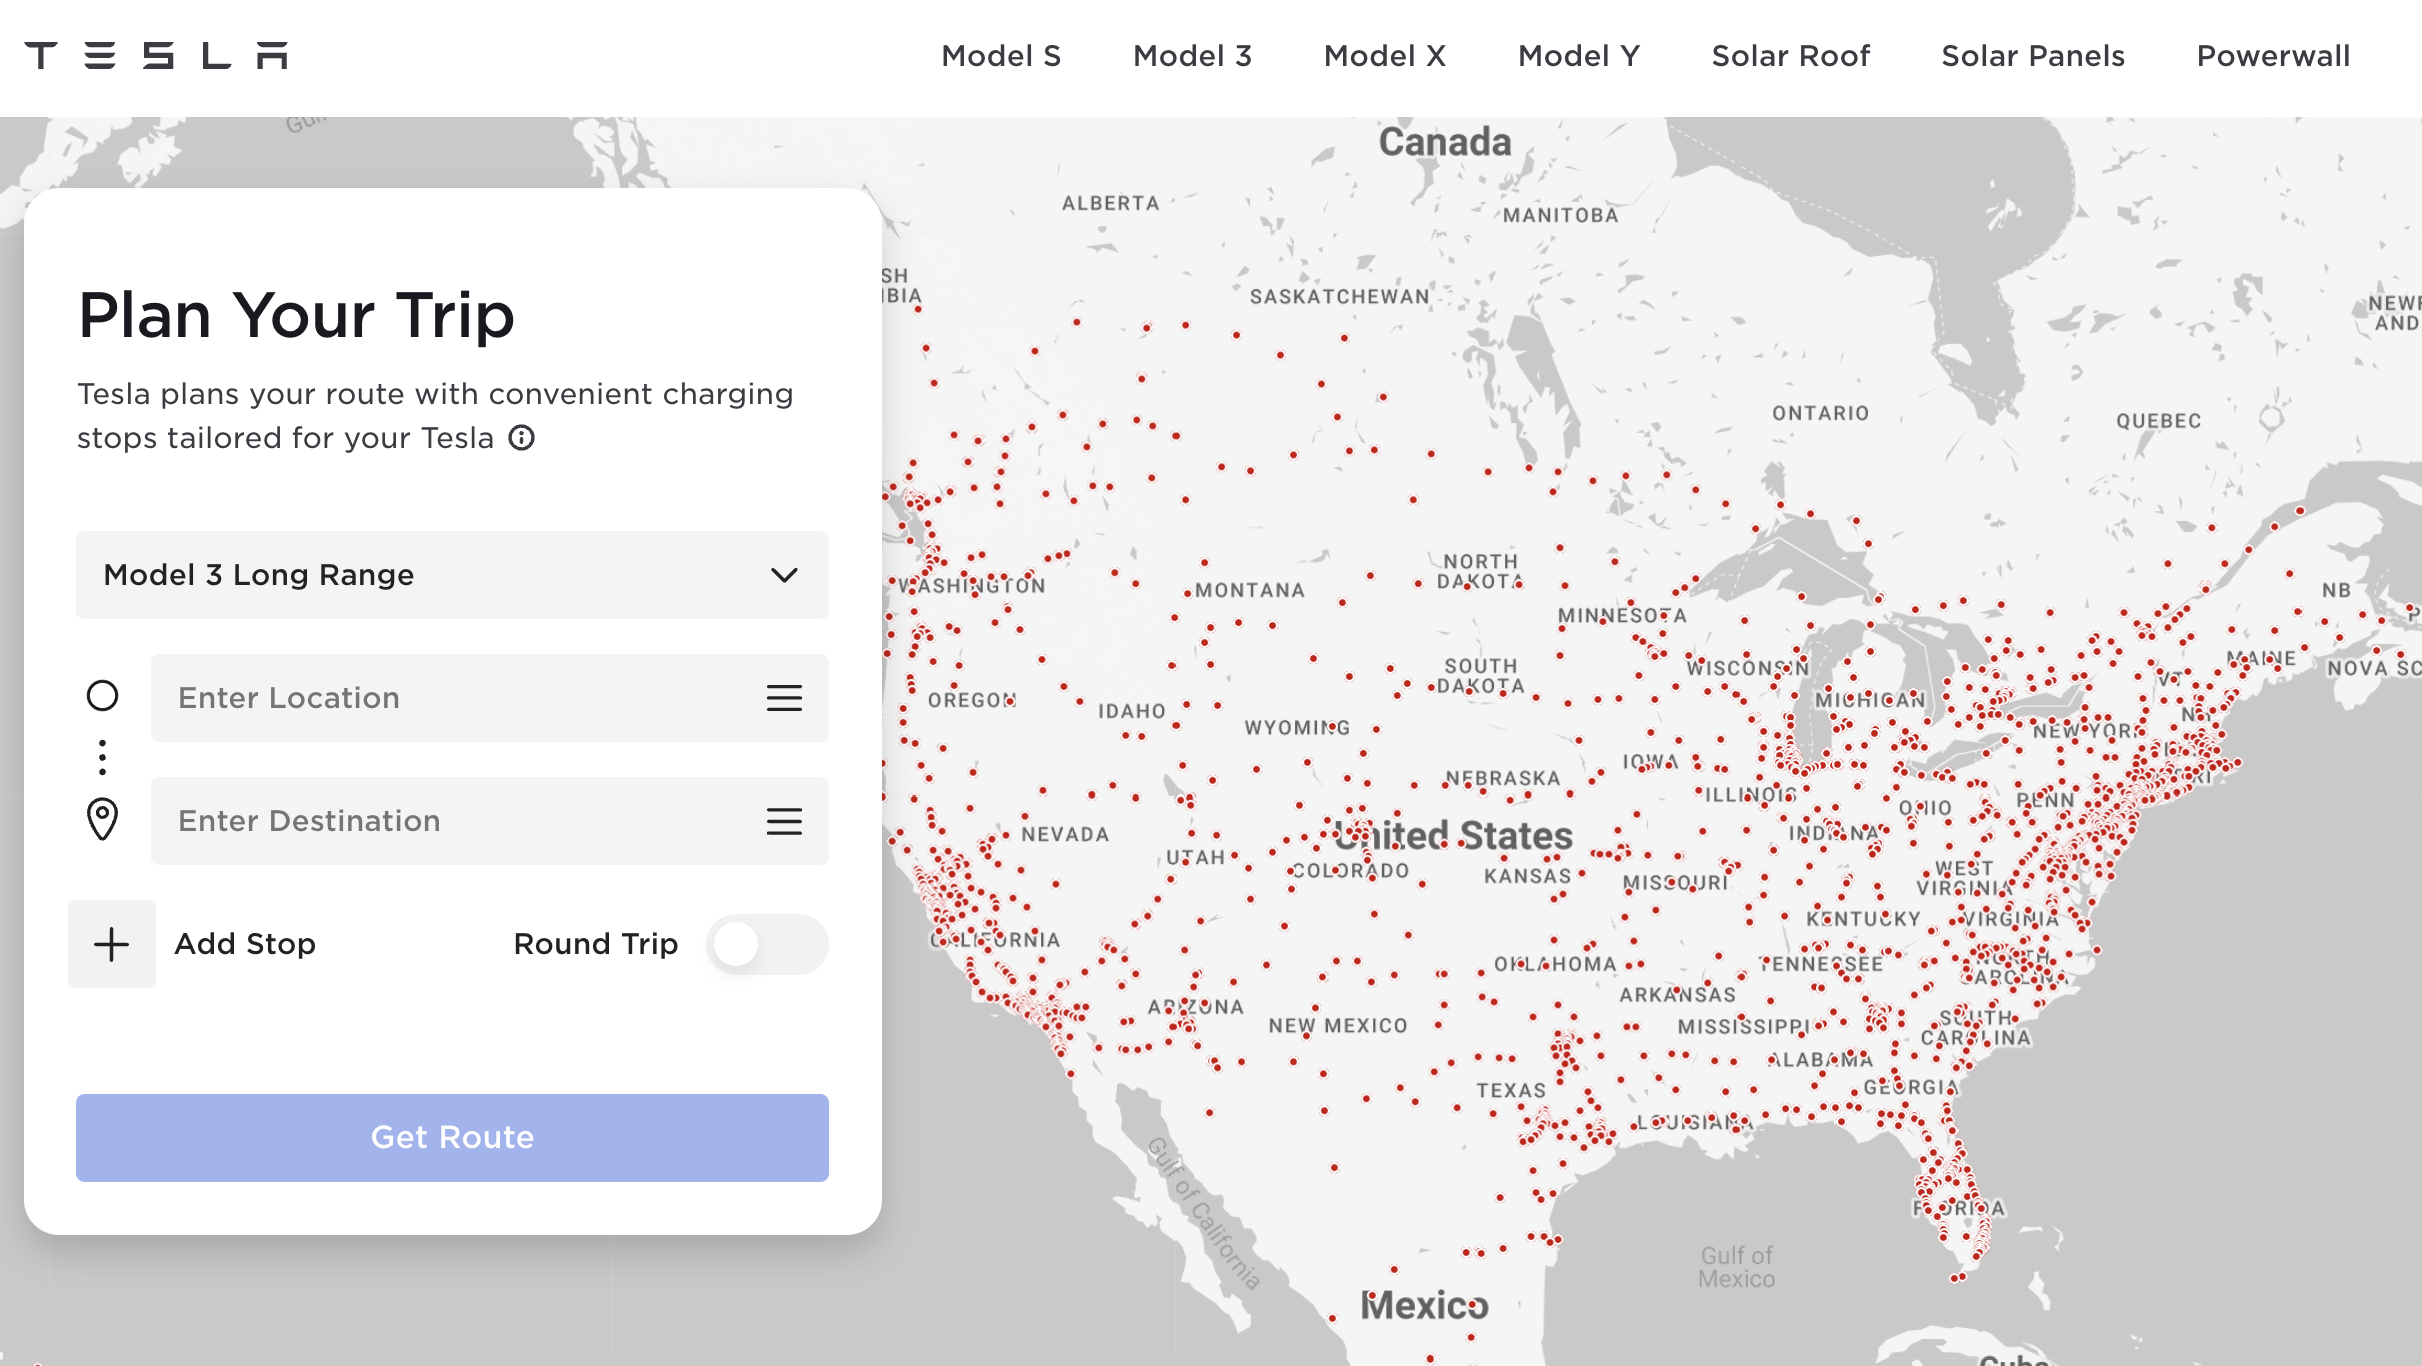 TESLA
Model S
Model 3
Model X
Model Y
Solar Roof
Solar Panels
Powerwall
Plan Your Trip
Tesla plans your route with convenient charging
stops tailored for your Tesla
Model 3 Long Range
Enter Location
Enter Destination
Add Stop
Round Trip
Get Route
Canada
ALBERTA
MANITOBA
SASKATCHEWAN
ONTARIO
QUEBEC
NORTH
DAKOTA
WASHINGTON
MONTANA
NB
MINNESOTA
MAINE
SOUTH
DAKOTA
WISCONSIN
OREGON
MICHIGAN
VT
IDAHO
WYOMING
NEW YORK
IOWA
NEBRASKA
ILLINOIS
PENN
OHIO
NEVADA
United States
INDIANA
UTAH
COLORADO
KANSAS
MISSOURI
WEST
VIRGINIA
KENTUCKY
VIRGINIA
CALIFORNIA
OKLAHOMA
TENNESSEE
NORTH
CAROLINA
ARKANSAS
ARIZONA
NEW MEXICO
MISSISSIPPI
SOUTH
CAROLINA
ALABAMA
TEXAS
GEORGIA
LOUISIANA
Gulf of California
FLORIDA
Gulf of
Mexico
Mexico
Cuba